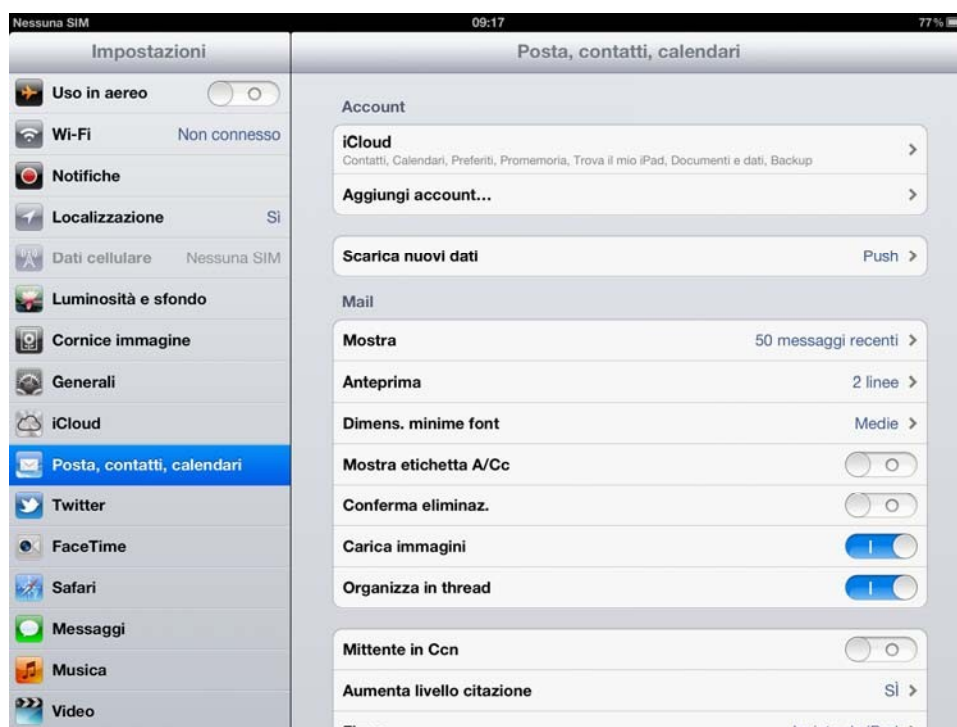 Nessuna SIM 09:17 77%
Impostazioni
Posta, contatti, calendari
Uso in aereo
Wi-Fi Non connesso
Notifiche
Localizzazione Sì
Dati cellulare Nessuna SIM
Luminosità e sfondo
Cornice immagine
Generali
iCloud
Posta, contatti, calendari
Twitter
FaceTime
Safari
Messaggi
Musica
Video
Account
iCloud
Contatti, Calendari, Preferiti, Promemoria, Trova il mio iPad, Documenti e dati, Backup
Aggiungi account...
Scarica nuovi dati Push
Mail
Mostra 50 messaggi recenti
Anteprima 2 linee
Dimens. minime font Medie
Mostra etichetta A/Cc
Conferma eliminaz.
Carica immagini
Organizza in thread
Mittente in Ccn
Aumenta livello citazione SÌ